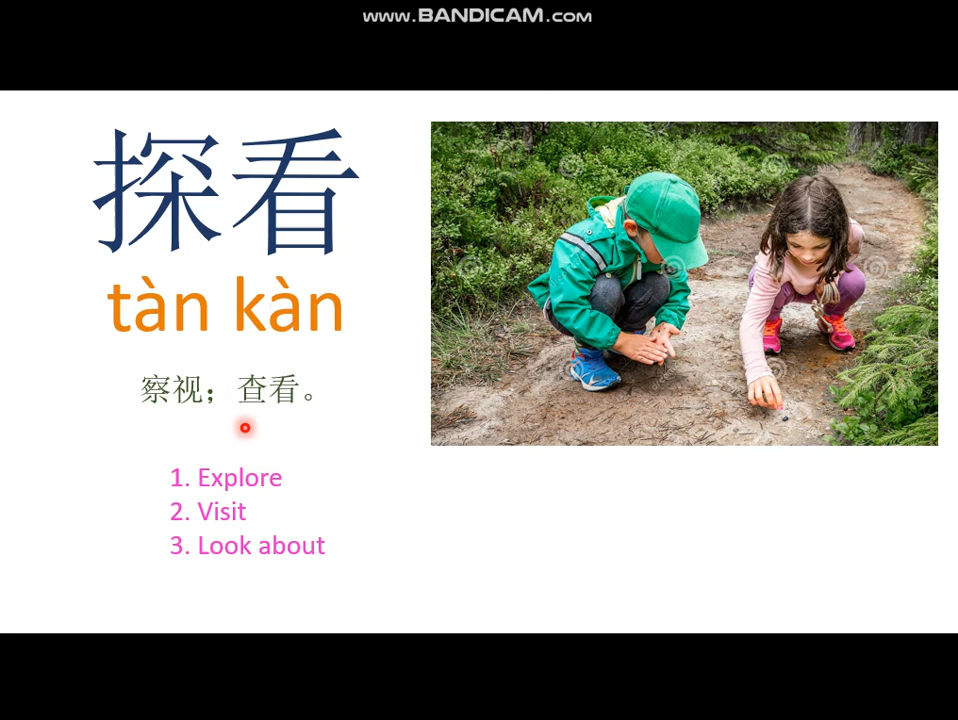 www.BANDICAM.com
探看
tàn kàn
察视；查看。
1. Explore
2. Visit
3. Look about